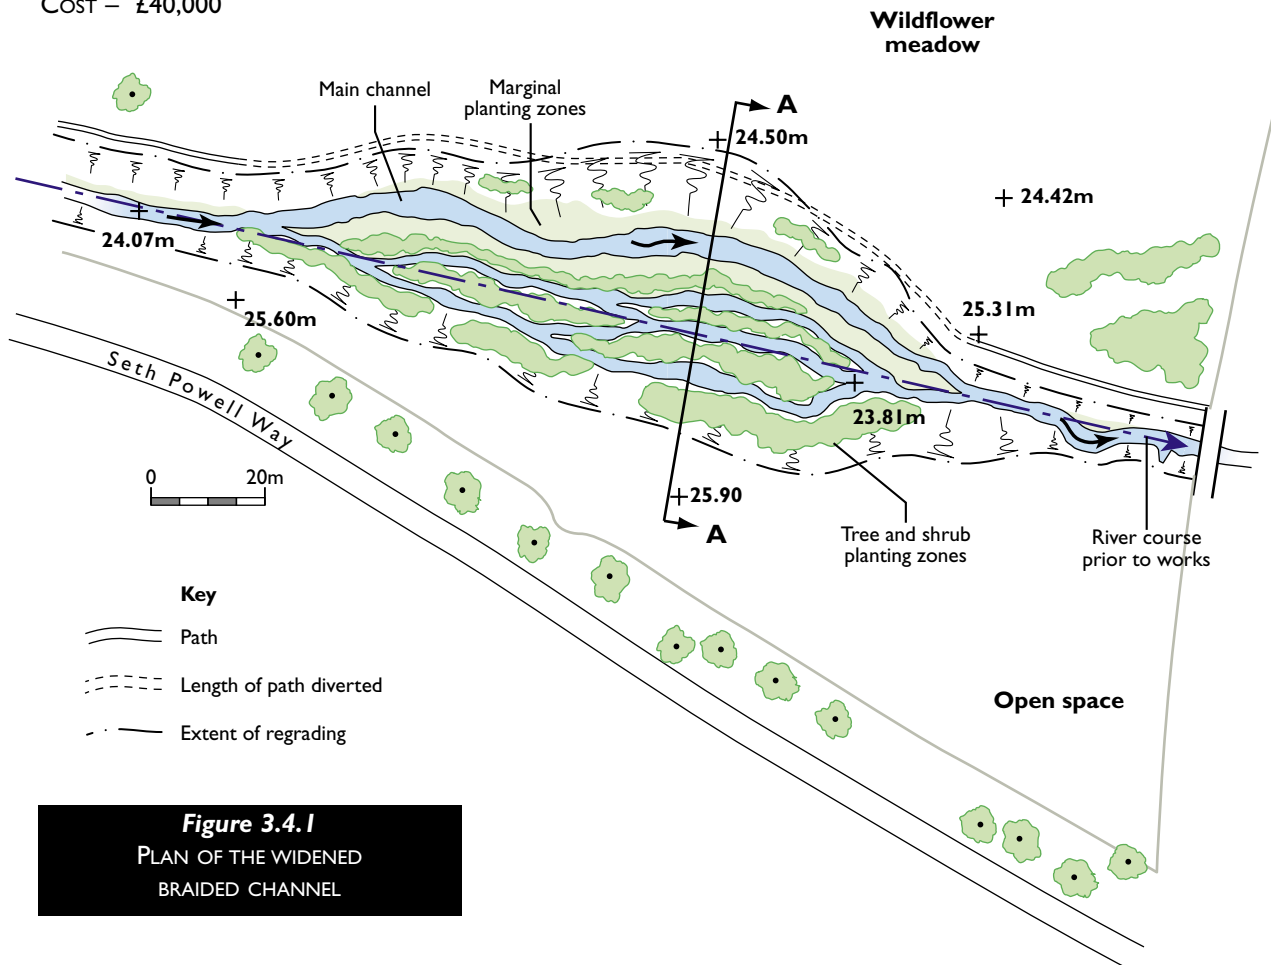 COST – £40,000
Wildflower
meadow
Main channel
Marginal
planting zones
A
24.50m
24.42m
24.07m
25.31m
25.60m
Seth Powell Way
23.81m
0 20m
25.90
A
Tree and shrub
planting zones
River course
prior to works
Key
Path
Length of path diverted
Extent of regrading
Open space
Figure 3.4.1
PLAN OF THE WIDENED
BRAIDED CHANNEL